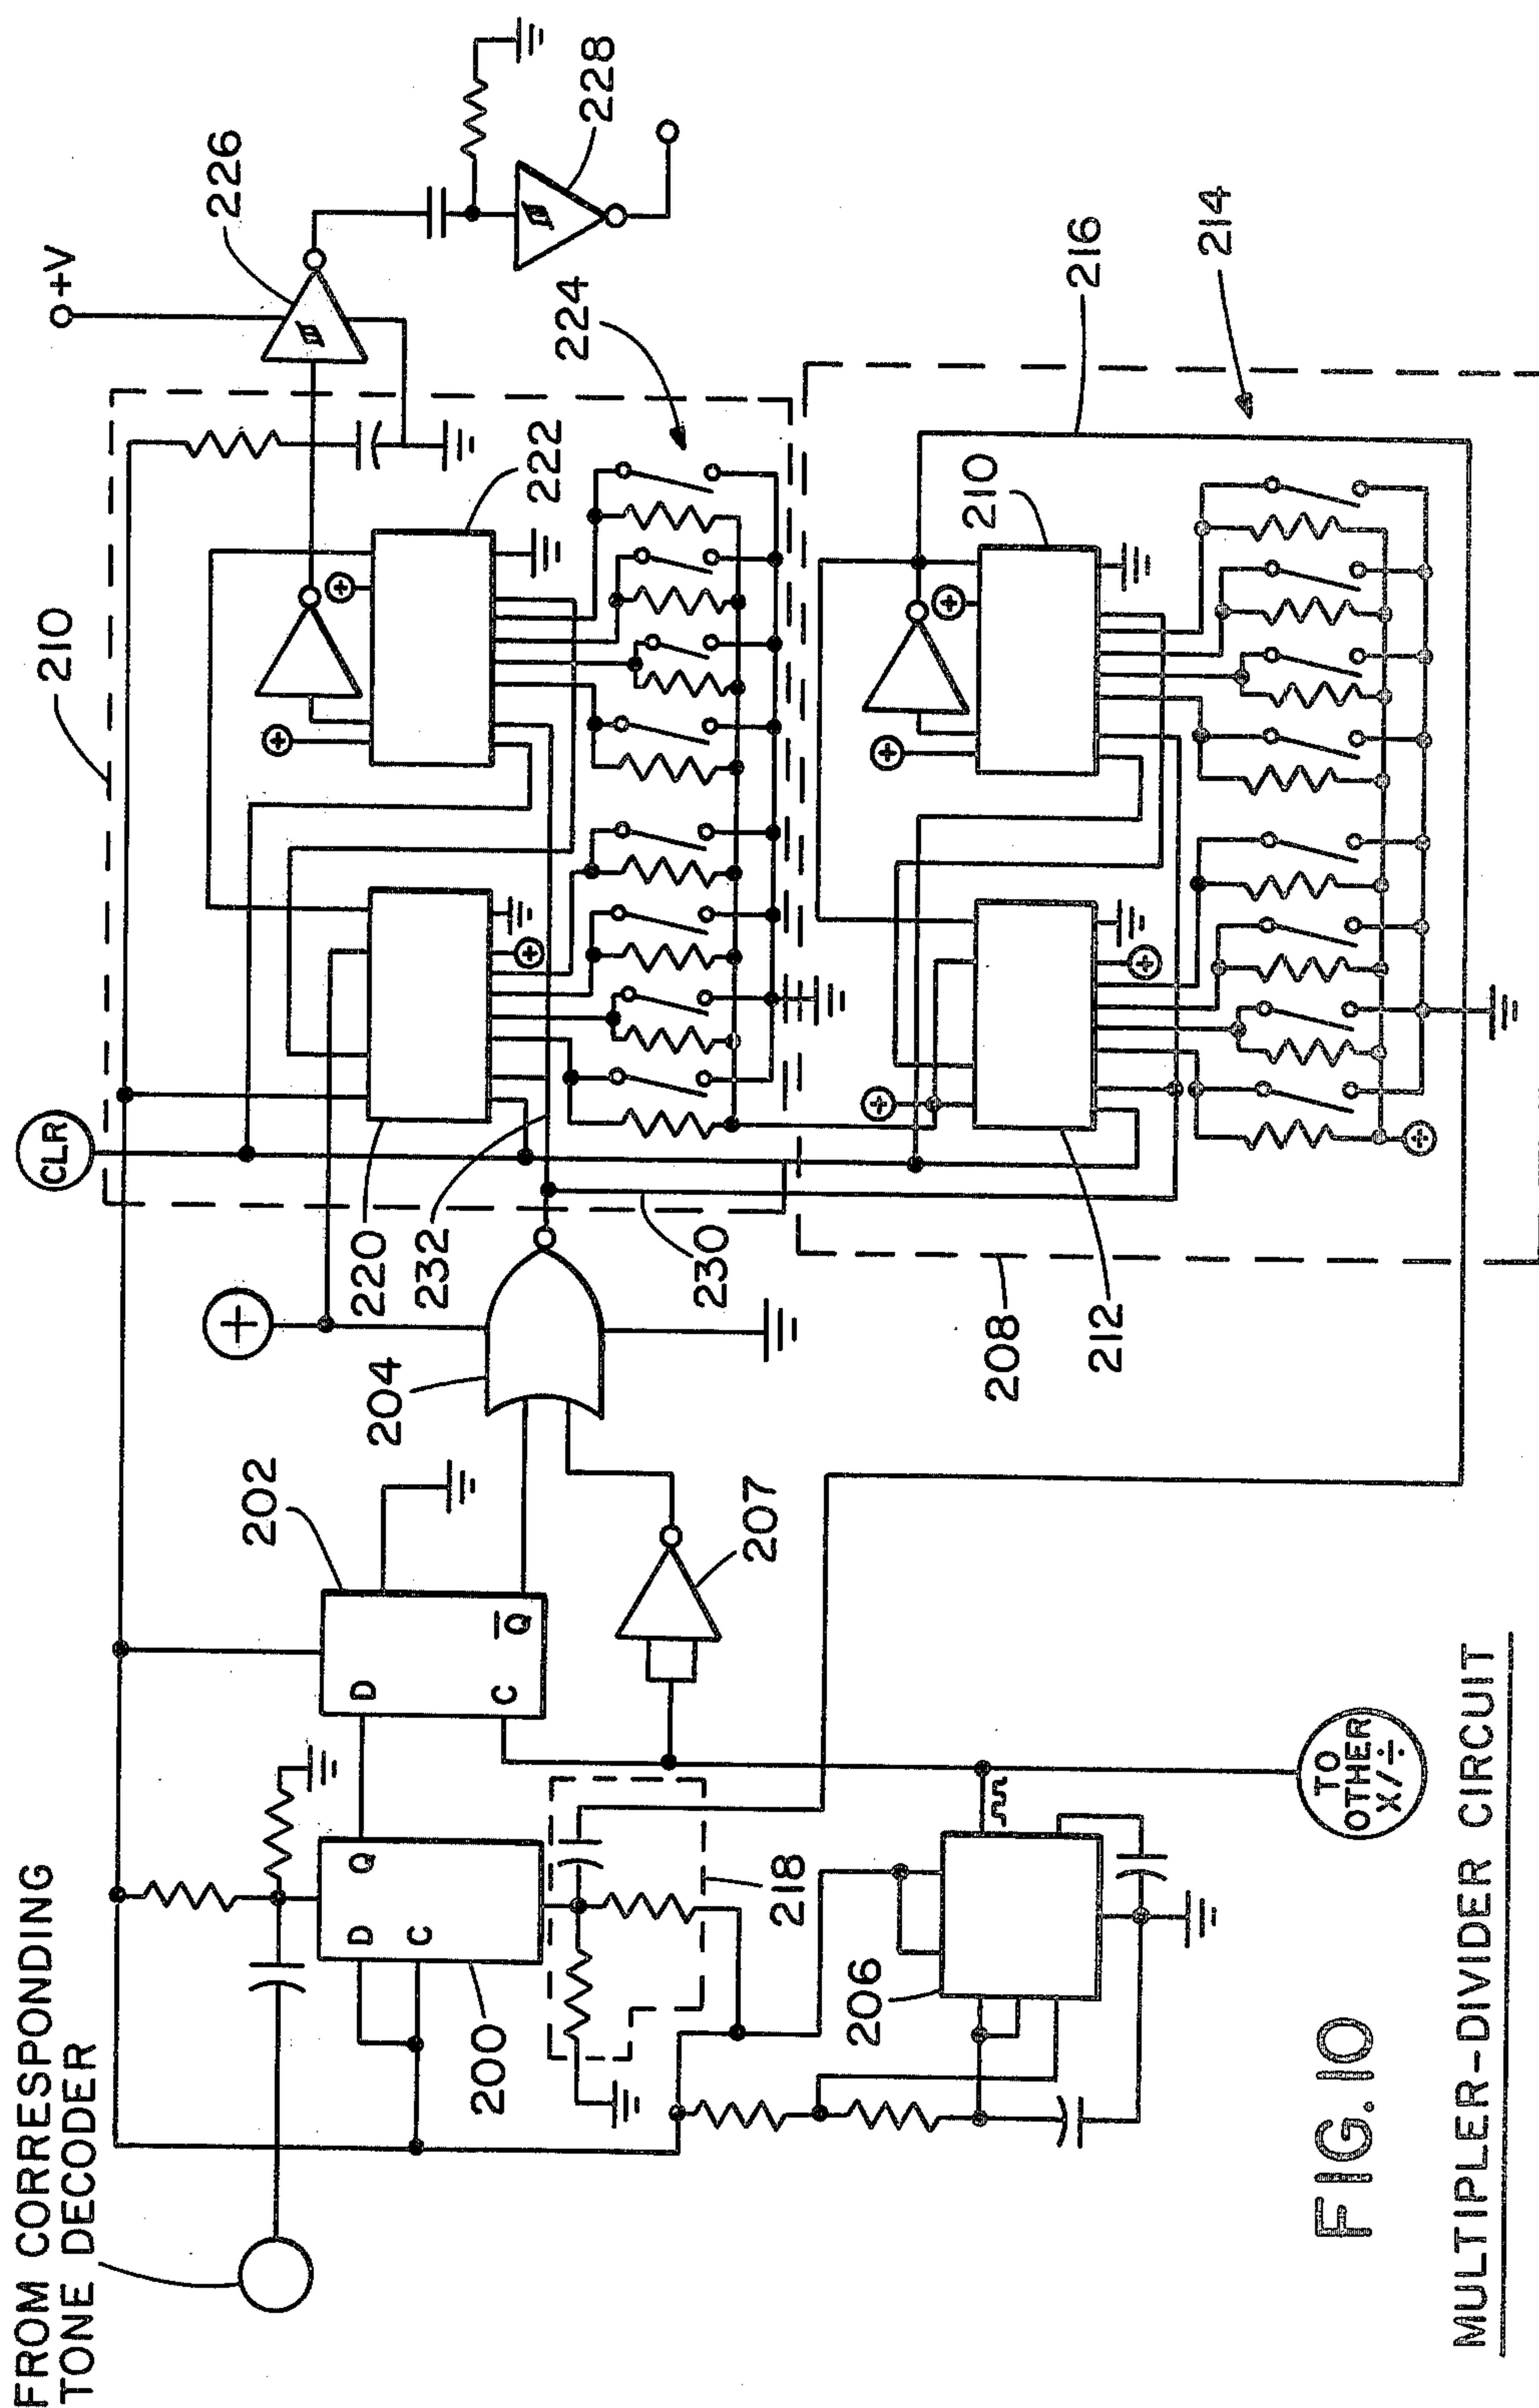 FROM CORRESPONDING
TONE DECODER
CLR
+V
210
226
228
202
204
220
232
222
224
D
Q
C
200
D
C
Q̅
207
218
230
206
208
212
210
216
214
TO
OTHER
X/÷
FIG. 10
MULTIPLER-DIVIDER CIRCUIT